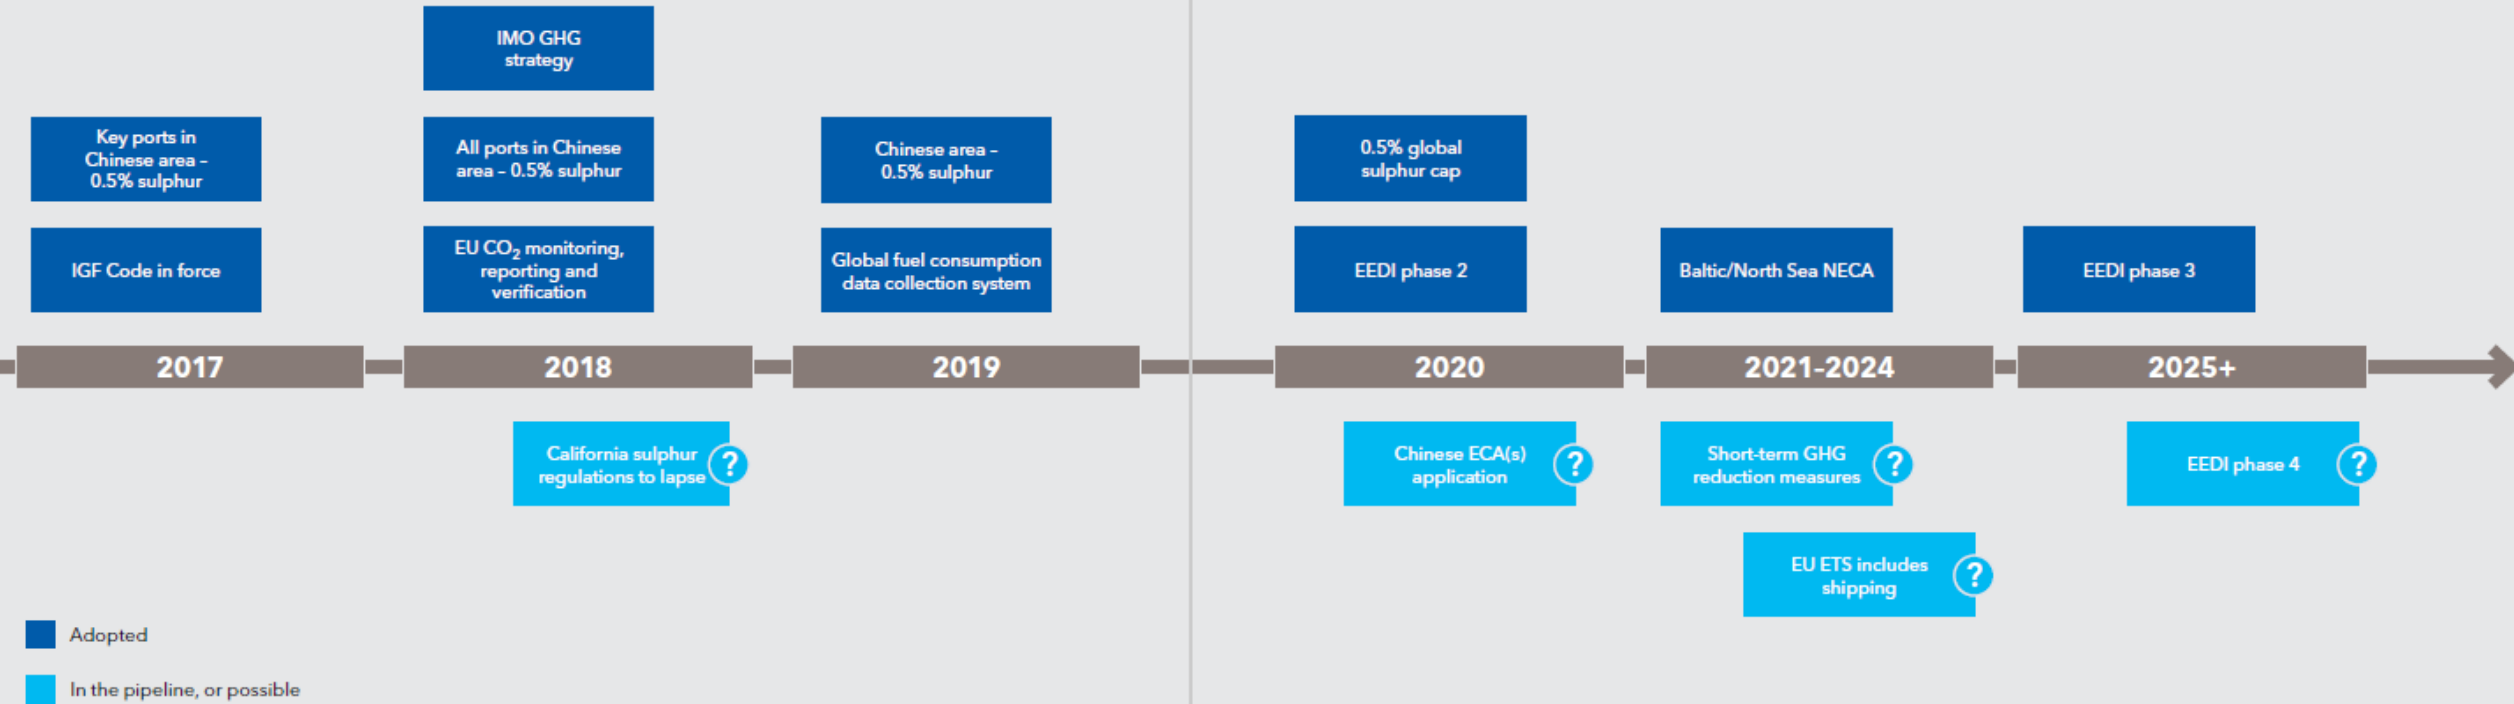 IMO GHG
strategy
Key ports in
Chinese area –
0.5% sulphur
All ports in Chinese
area – 0.5% sulphur
Chinese area –
0.5% sulphur
0.5% global
sulphur cap
IGF Code in force
EU CO₂ monitoring,
reporting and
verification
Global fuel consumption
data collection system
EEDI phase 2
Baltic/North Sea NECA
EEDI phase 3
2017
2018
2019
2020
2021-2024
2025+
California sulphur
regulations to lapse
?
Chinese ECA(s)
application
?
Short-term GHG
reduction measures
?
EEDI phase 4
?
EU ETS includes
shipping
?
Adopted
In the pipeline, or possible